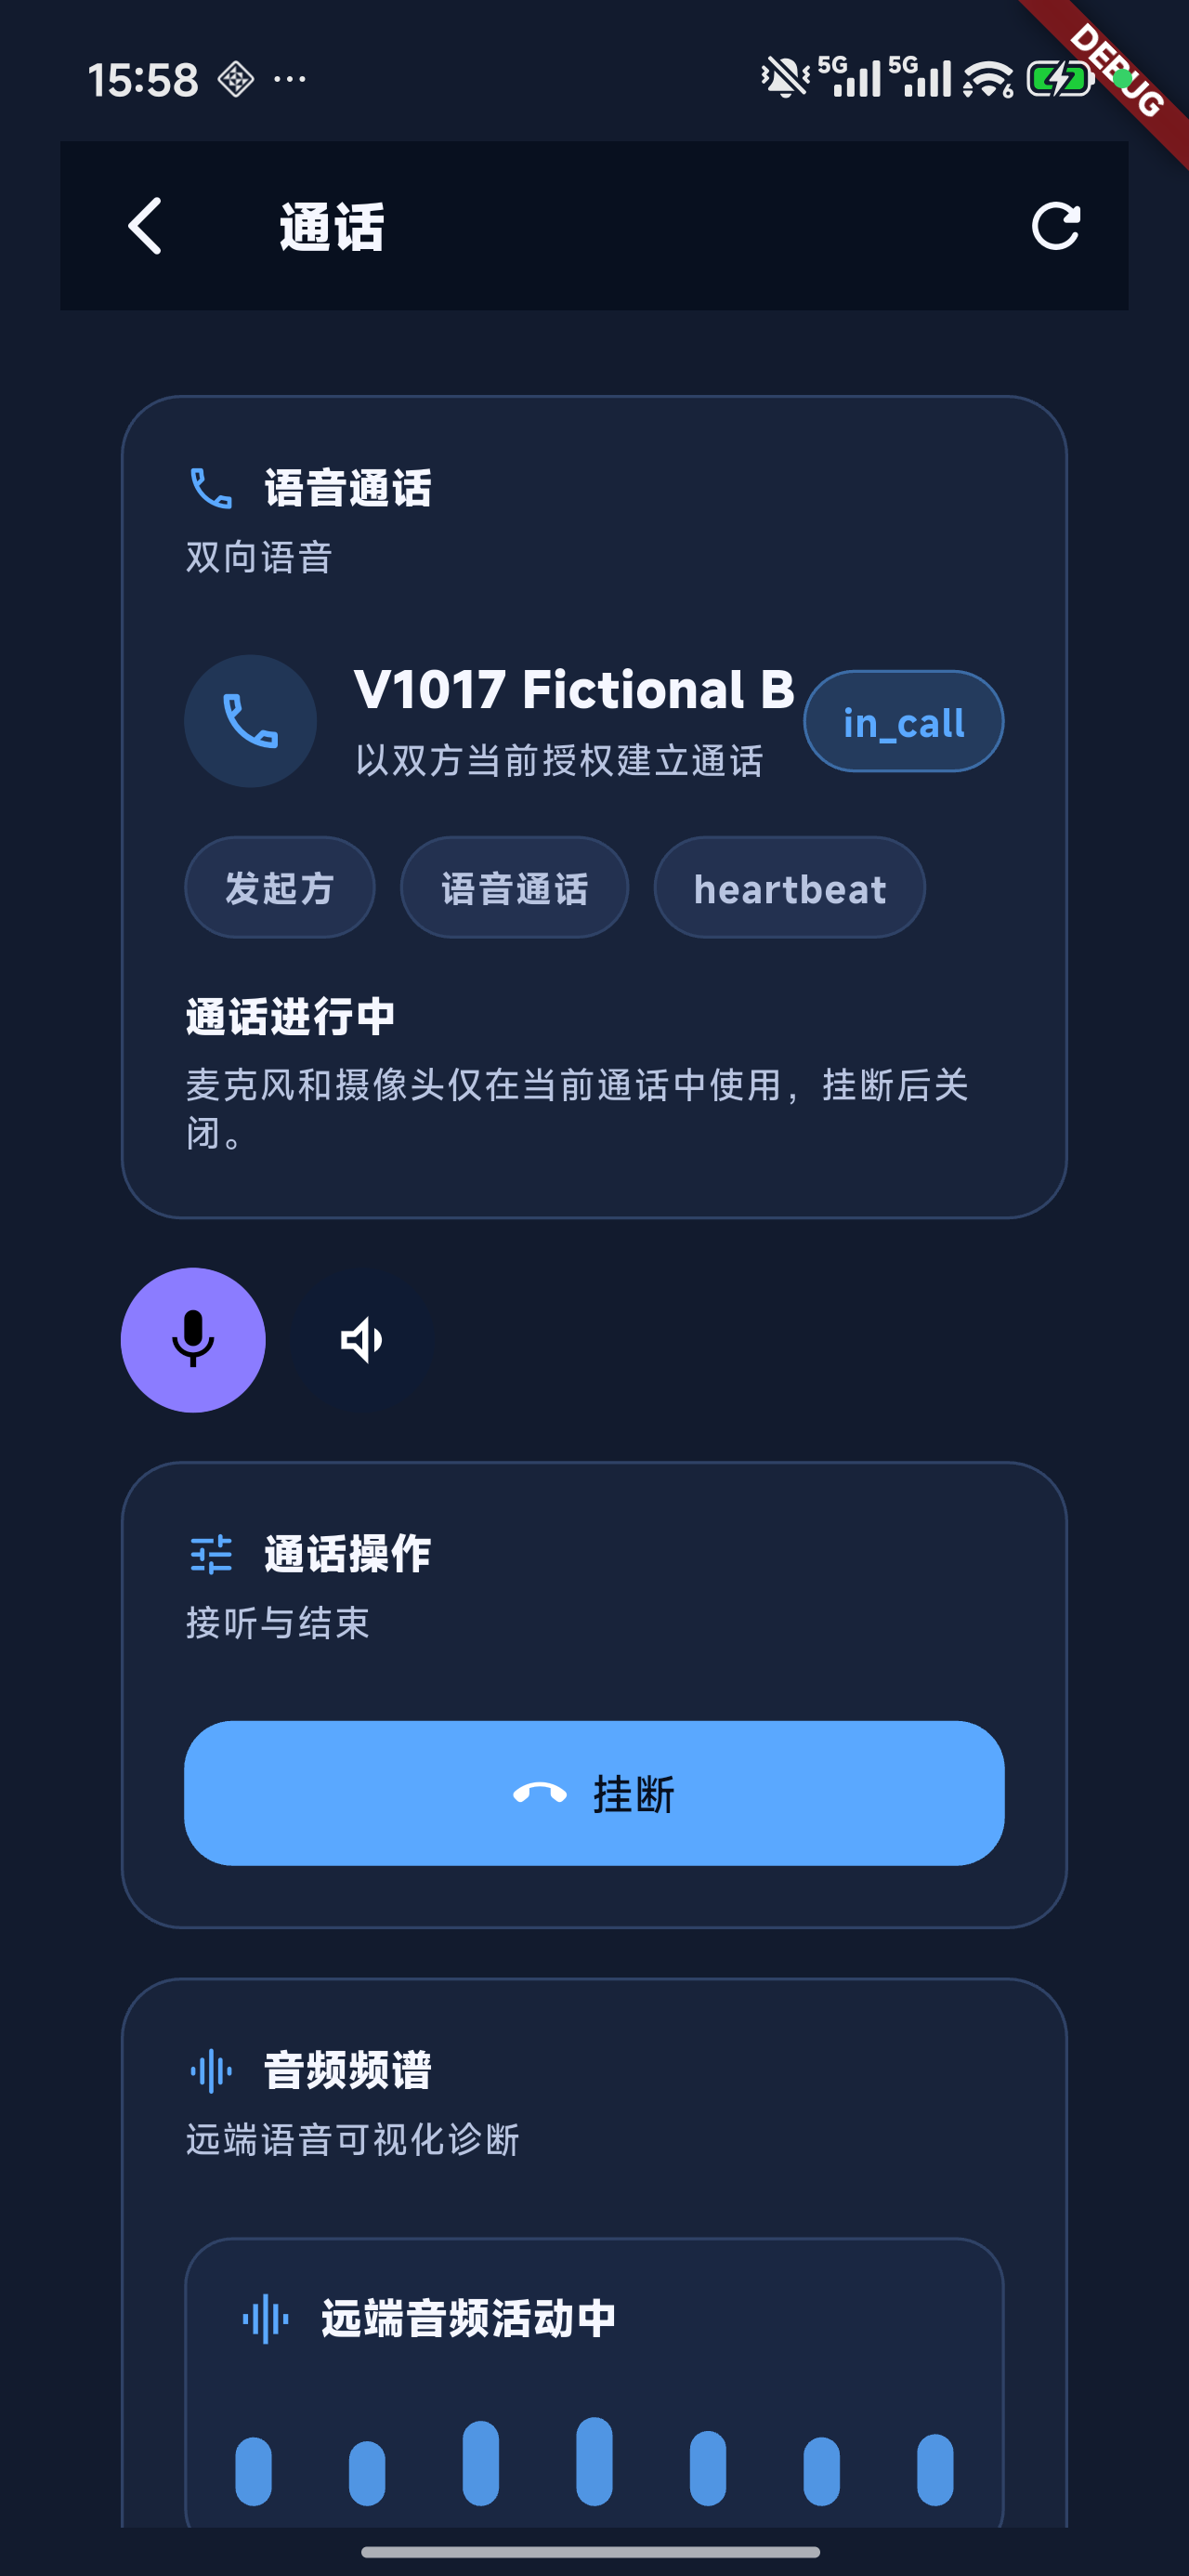 15:58
5G
5G
6
DEBUG
通话
语音通话
双向语音
V1017 Fictional B
in_call
以双方当前授权建立通话
发起方
语音通话
heartbeat
通话进行中
麦克风和摄像头仅在当前通话中使用，挂断后关
闭。
通话操作
接听与结束
挂断
音频频谱
远端语音可视化诊断
远端音频活动中